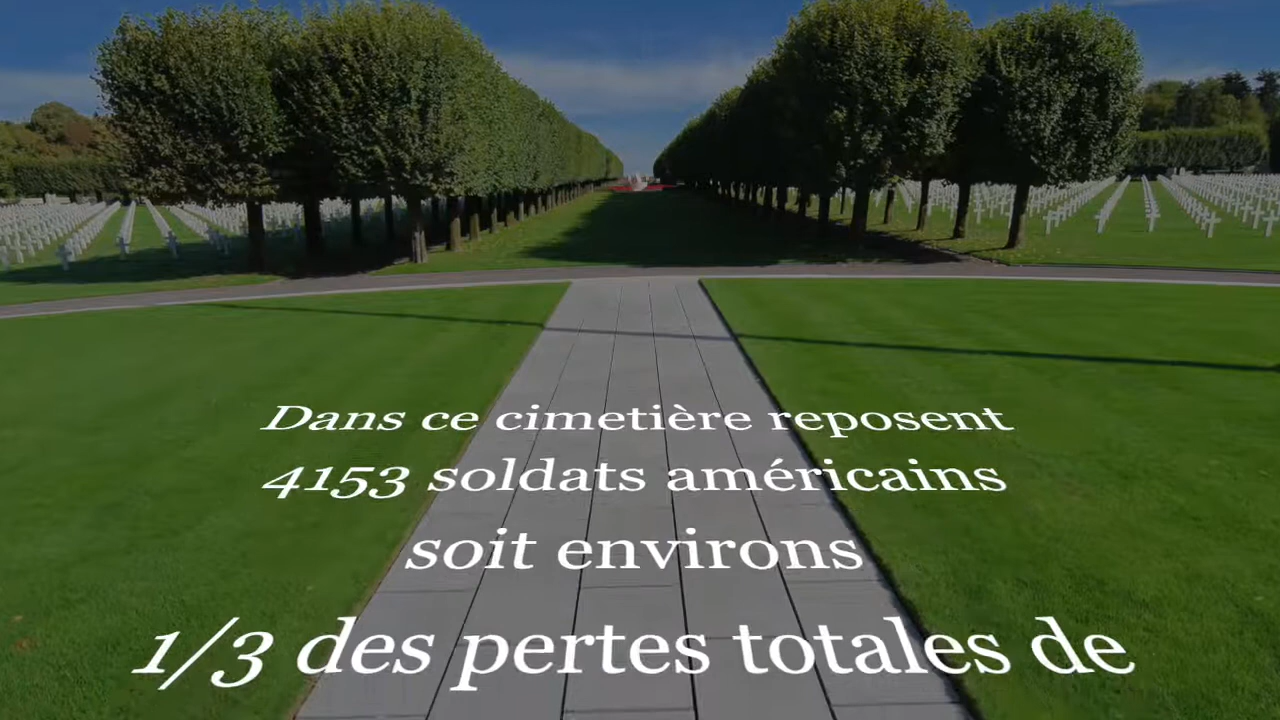 Dans ce cimetière reposent
4153 soldats américains
soit environs
1/3 des pertes totales de